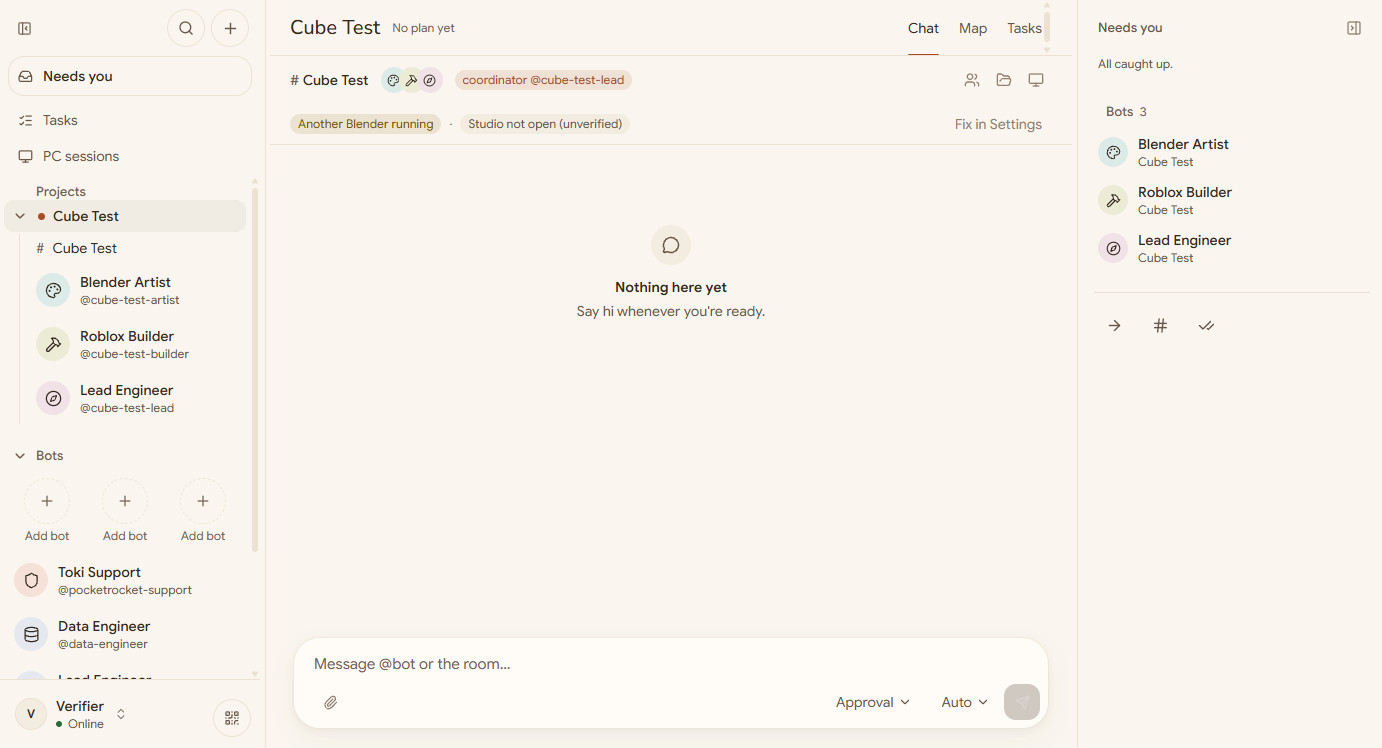 Needs you
Tasks
PC sessions
Projects
Cube Test
# Cube Test
Blender Artist
@cube-test-artist
Roblox Builder
@cube-test-builder
Lead Engineer
@cube-test-lead
Bots
Add bot
Add bot
Add bot
Toki Support
@pocketrocket-support
Data Engineer
@data-engineer
Lead Engineer
V
Verifier
Online
Cube Test No plan yet
Chat Map Tasks
# Cube Test coordinator @cube-test-lead
Another Blender running · Studio not open (unverified)
Fix in Settings
Nothing here yet
Say hi whenever you're ready.
Message @bot or the room...
Approval Auto
Needs you
All caught up.
Bots 3
Blender Artist
Cube Test
Roblox Builder
Cube Test
Lead Engineer
Cube Test